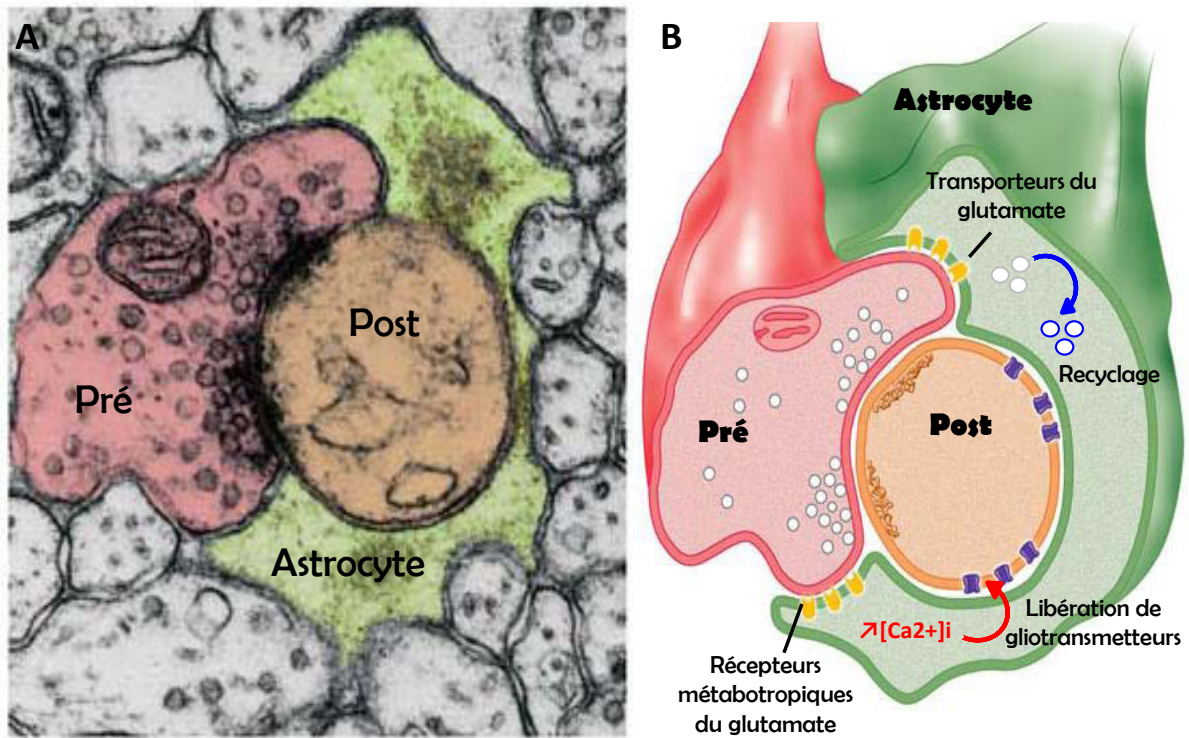 A
Pré
Post
Astrocyte
B
Astrocyte
Transporteurs du
glutamate
Recyclage
Pré
Post
↗[Ca2+]i
Libération de
gliotransmetteurs
Récepteurs
métabotropiques
du glutamate